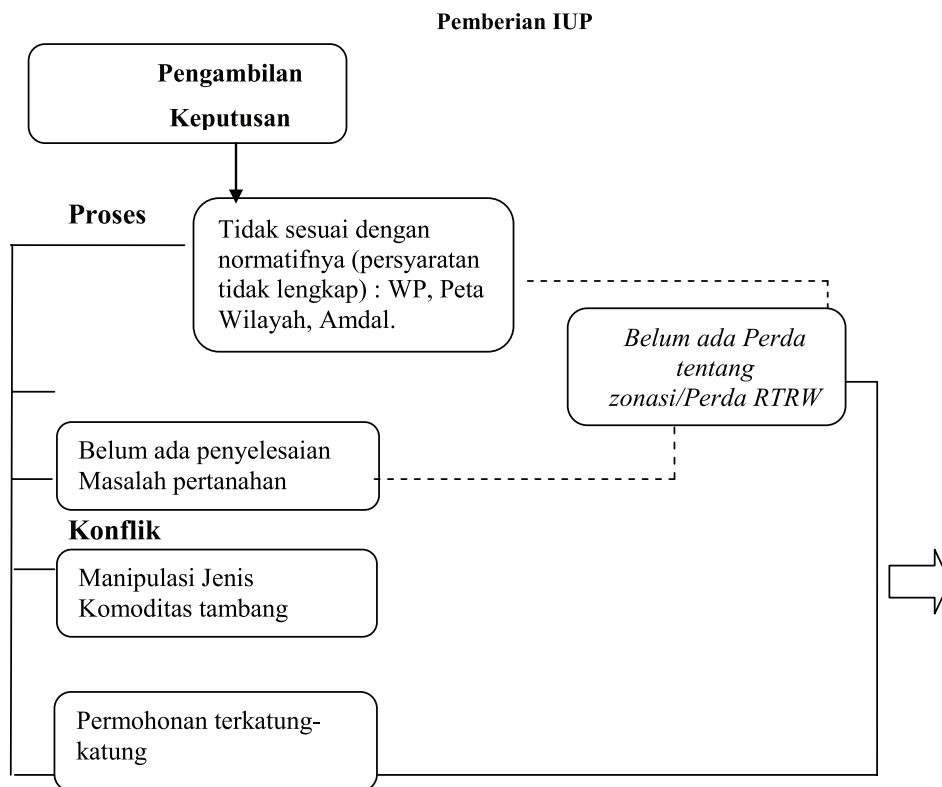 Pemberian IUP
Pengambilan
Keputusan
Proses
Tidak sesuai dengan
normatifnya (persyaratan
tidak lengkap) : WP, Peta
Wilayah, Amdal.
Belum ada Perda
tentang
zonasi/Perda RTRW
Belum ada penyelesaian
Masalah pertanahan
Konflik
Manipulasi Jenis
Komoditas tambang
Permohonan terkatung-
katung